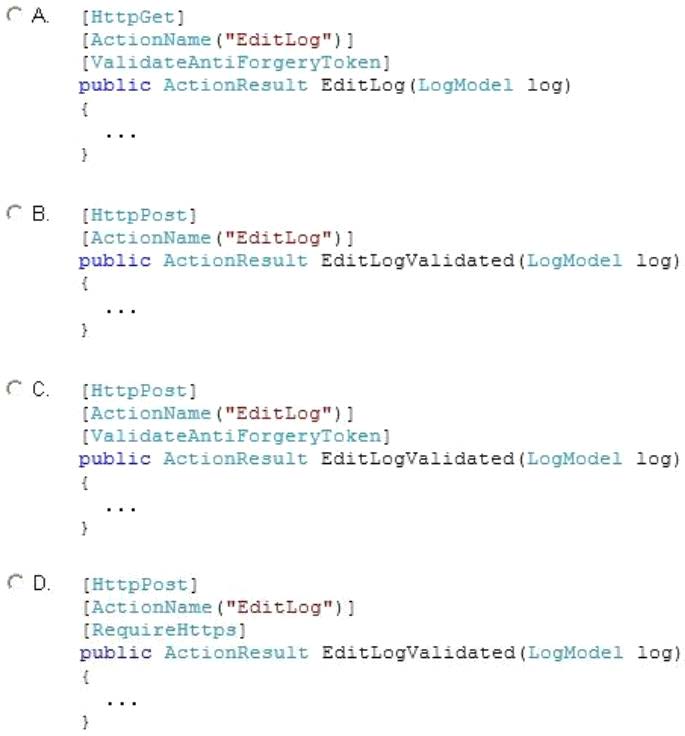 A. [HttpGet]
[ActionName("EditLog")]
[ValidateAntiForgeryToken]
public ActionResult EditLog(LogModel log)
{
...
}
B. [HttpPost]
[ActionName("EditLog")]
public ActionResult EditLogValidated(LogModel log)
{
...
}
C. [HttpPost]
[ActionName("EditLog")]
[ValidateAntiForgeryToken]
public ActionResult EditLogValidated(LogModel log)
{
...
}
D. [HttpPost]
[ActionName("EditLog")]
[RequireHttps]
public ActionResult EditLogValidated(LogModel log)
{
...
}